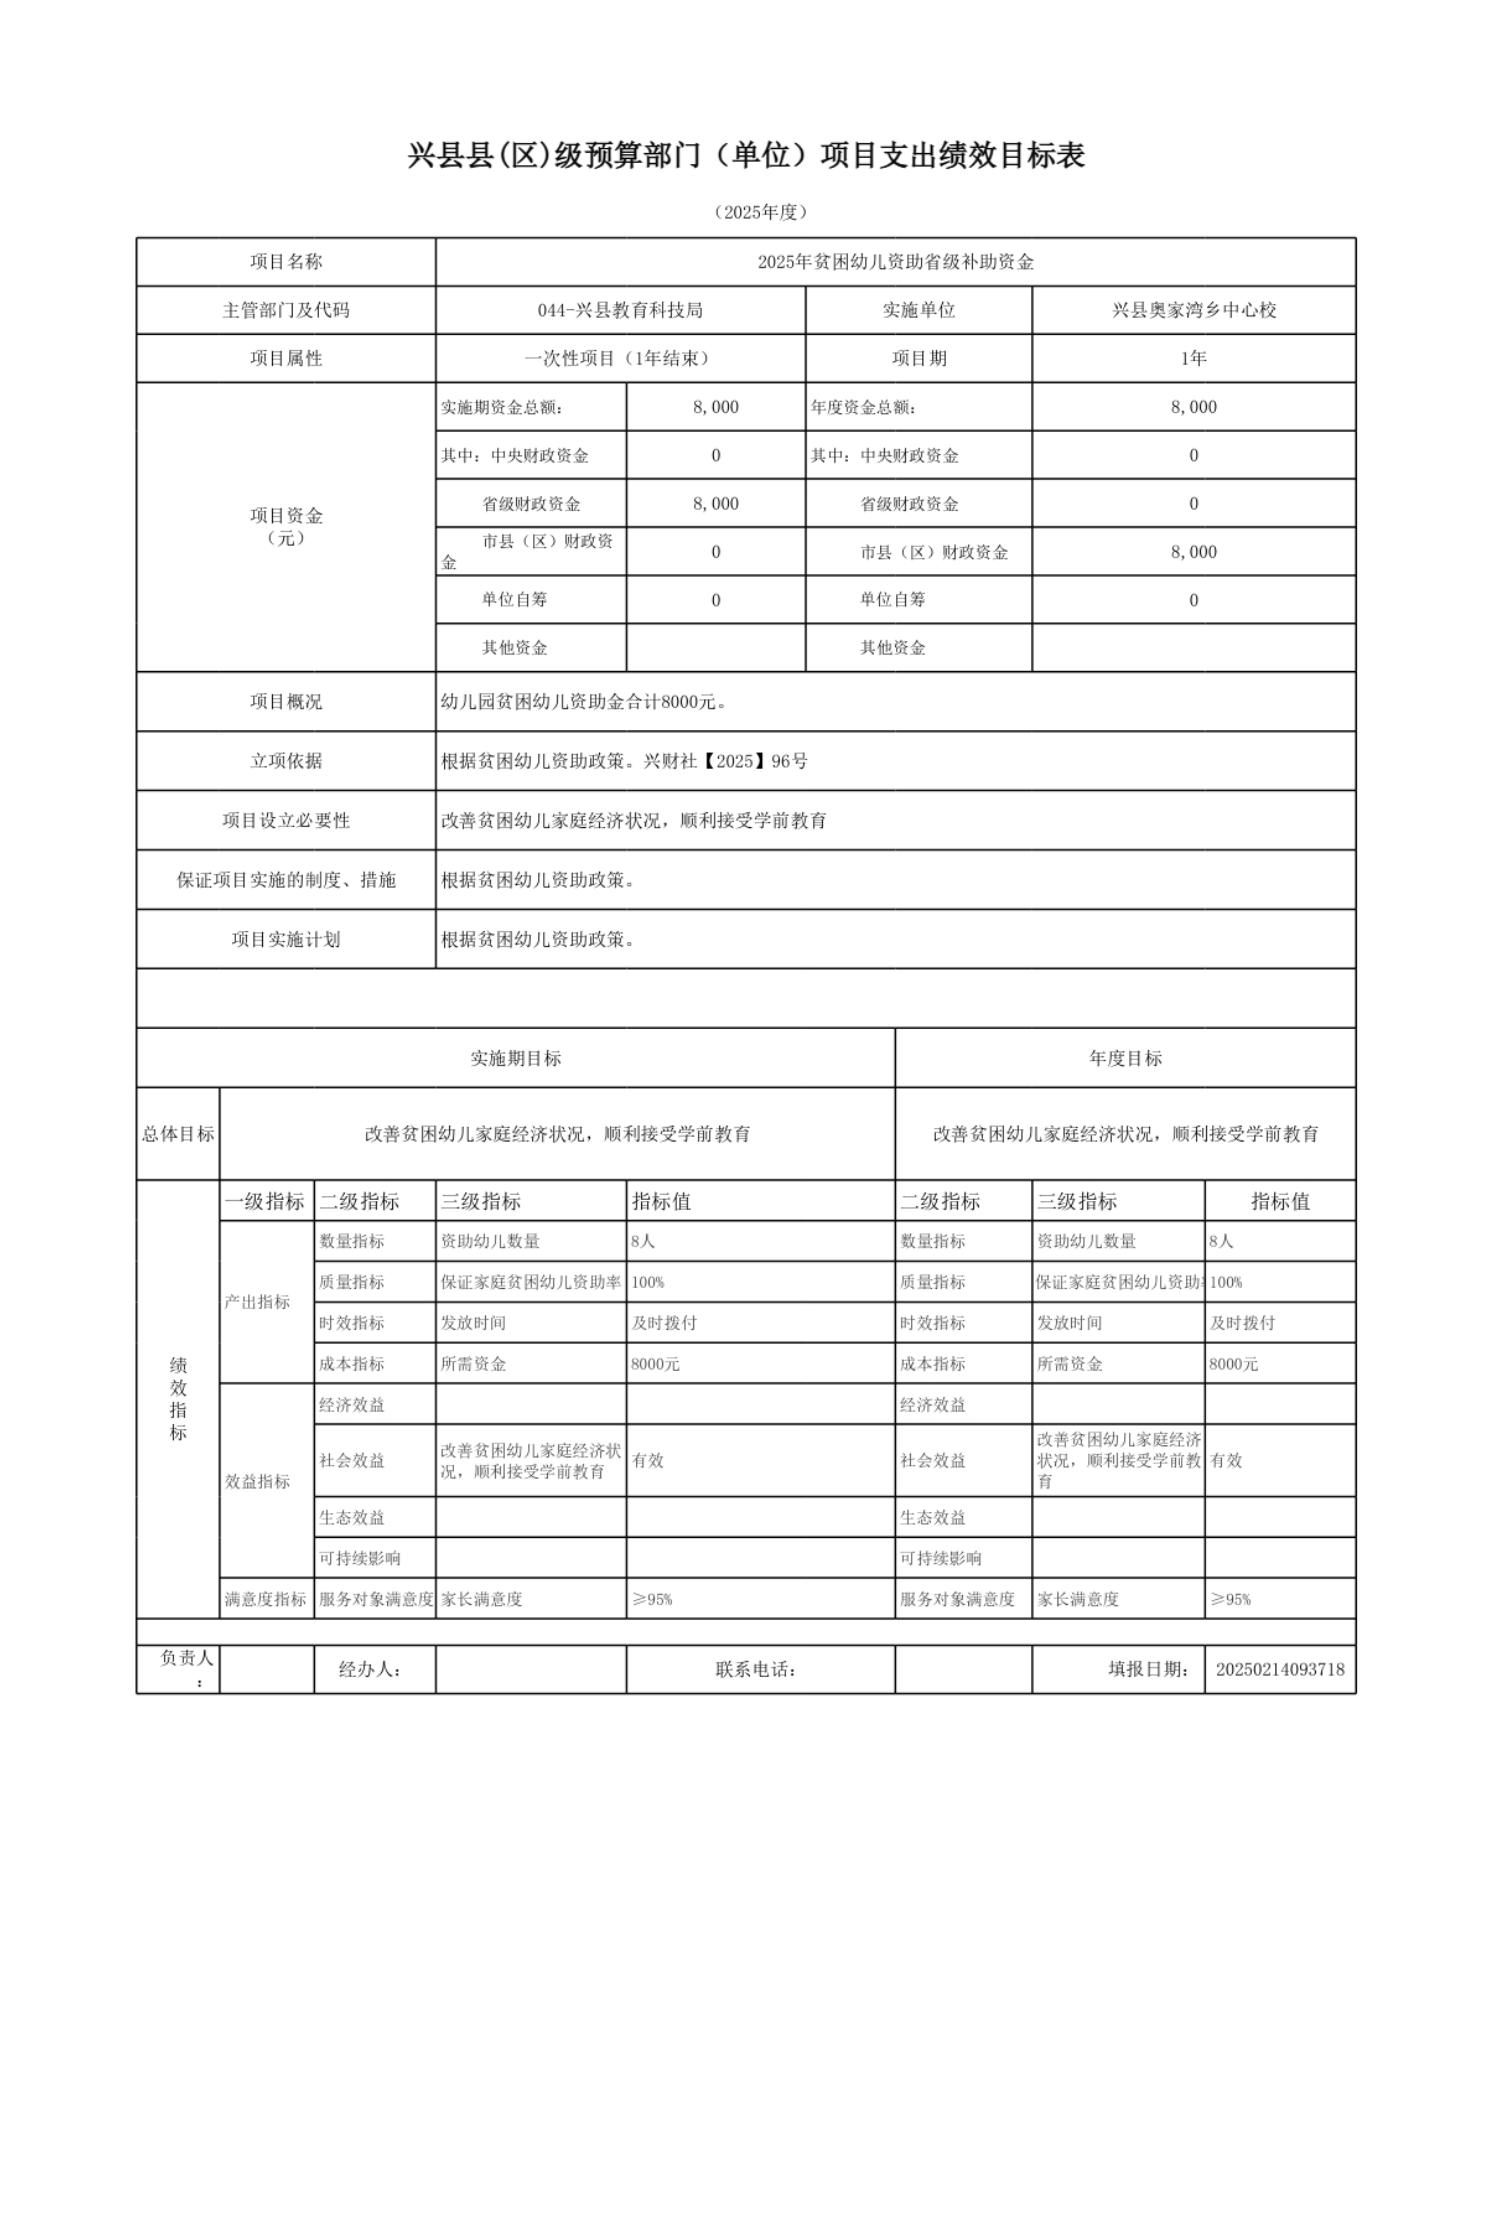 兴县县(区)级预算部门（单位）项目支出绩效目标表
（2025年度）
项目名称 2025年贫困幼儿资助省级补助资金
主管部门及代码 044-兴县教育科技局 实施单位 兴县奥家湾乡中心校
项目属性 一次性项目（1年结束） 项目期 1年
项目资金
（元）
实施期资金总额： 8,000 年度资金总额： 8,000
其中：中央财政资金 0 其中：中央财政资金 0
省级财政资金 8,000 省级财政资金 0
市县（区）财政资
金 0 市县（区）财政资金 8,000
单位自筹 0 单位自筹 0
其他资金 其他资金
项目概况 幼儿园贫困幼儿资助金合计8000元。
立项依据 根据贫困幼儿资助政策。兴财社【2025】96号
项目设立必要性 改善贫困幼儿家庭经济状况，顺利接受学前教育
保证项目实施的制度、措施 根据贫困幼儿资助政策。
项目实施计划 根据贫困幼儿资助政策。
实施期目标 年度目标
总体目标 改善贫困幼儿家庭经济状况，顺利接受学前教育 改善贫困幼儿家庭经济状况，顺利接受学前教育
绩
效
指
标
一级指标 二级指标 三级指标 指标值 二级指标 三级指标 指标值
产出指标
数量指标 资助幼儿数量 8人 数量指标 资助幼儿数量 8人
质量指标 保证家庭贫困幼儿资助率 100% 质量指标 保证家庭贫困幼儿资助 100%
时效指标 发放时间 及时拨付 时效指标 发放时间 及时拨付
成本指标 所需资金 8000元 成本指标 所需资金 8000元
效益指标
经济效益 经济效益
社会效益 改善贫困幼儿家庭经济状
况，顺利接受学前教育 有效 社会效益 改善贫困幼儿家庭经济
状况，顺利接受学前教
育 有效
生态效益 生态效益
可持续影响 可持续影响
满意度指标 服务对象满意度 家长满意度 ≥95% 服务对象满意度 家长满意度 ≥95%
负责人
： 经办人： 联系电话： 填报日期： 20250214093718